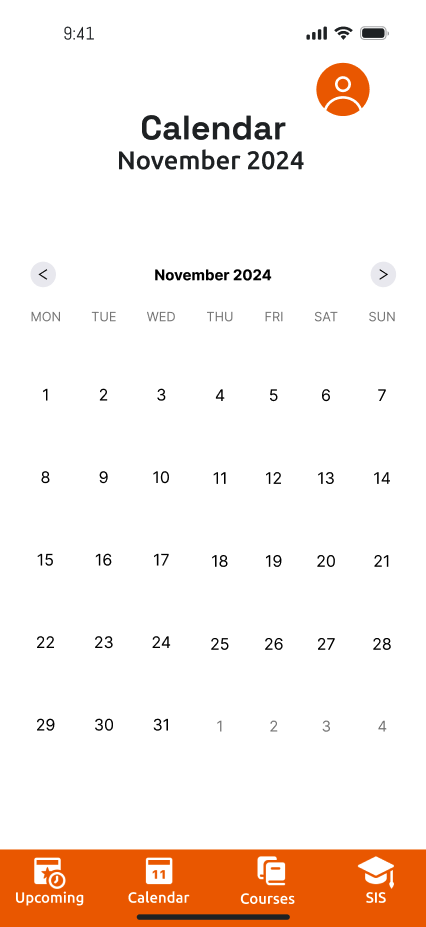 9:41
Calendar
November 2024
< November 2024 >
MON TUE WED THU FRI SAT SUN
1 2 3 4 5 6 7
8 9 10 11 12 13 14
15 16 17 18 19 20 21
22 23 24 25 26 27 28
29 30 31 1 2 3 4
11
Upcoming Calendar Courses SIS